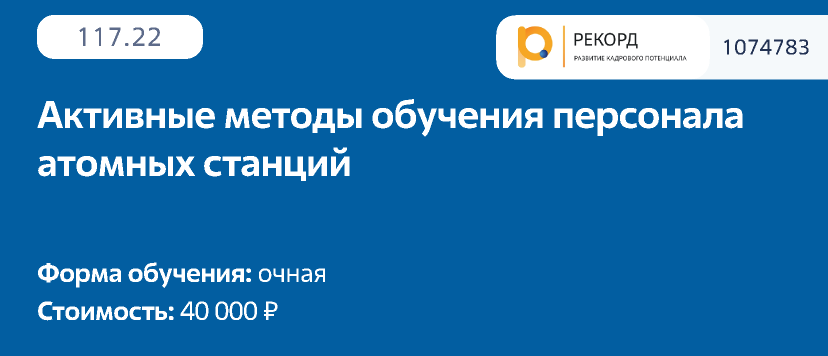 117.22
РЕКОРД
РАЗВИТИЕ КАДРОВОГО ПОТЕНЦИАЛА
1074783
Активные методы обучения персонала
атомных станций
Форма обучения: очная
Стоимость: 40 000 ₽